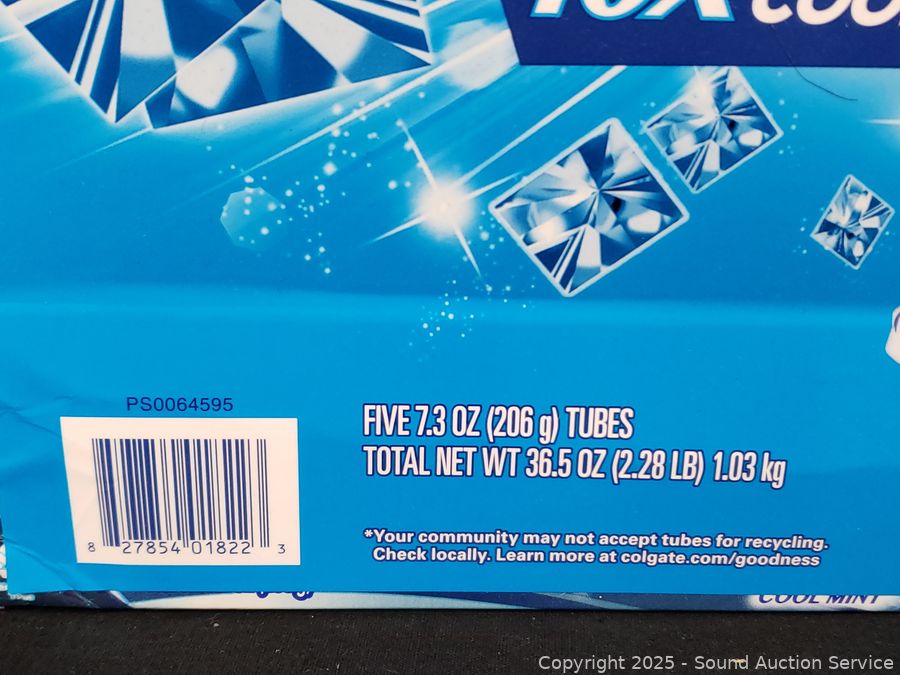 10X
PS0064595
FIVE 7.3 OZ (206 g) TUBES
TOTAL NET WT 36.5 OZ (2.28 LB) 1.03 kg
8 27854 01822 3
*Your community may not accept tubes for recycling.
Check locally. Learn more at colgate.com/goodness
COOL MINT
Copyright 2025 - Sound Auction Service